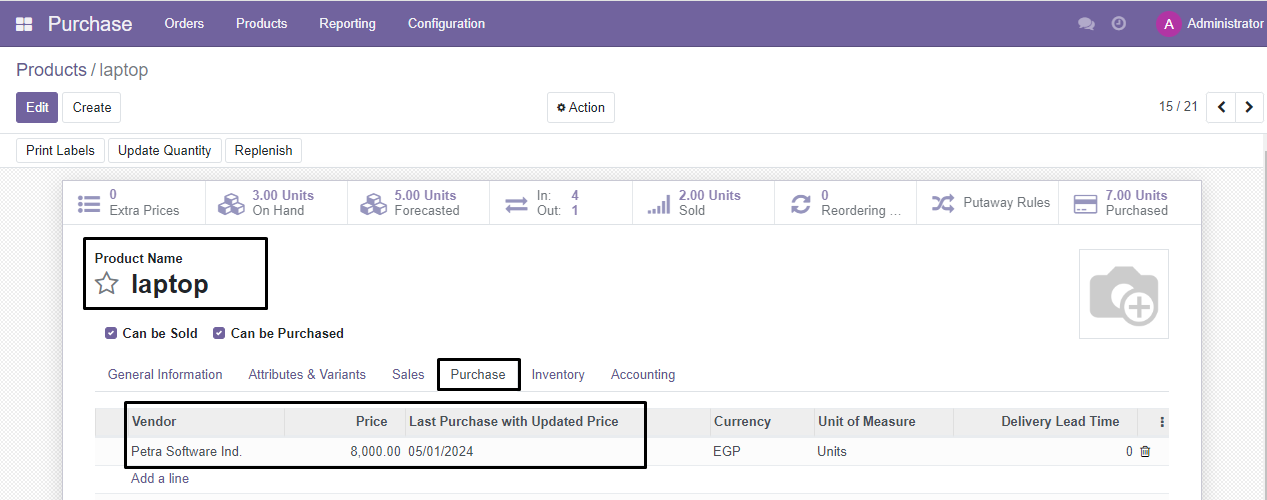 Purchase Orders Products Reporting Configuration A Administrator
Products / laptop
Edit Create Action 15 / 21
Print Labels Update Quantity Replenish
0 3.00 Units 5.00 Units In: 4 2.00 Units 0 Putaway Rules 7.00 Units
Extra Prices On Hand Forecasted Out: 1 Sold Reordering ... Purchased
Product Name
laptop
Can be Sold Can be Purchased
General Information Attributes & Variants Sales Purchase Inventory Accounting
Vendor Price Last Purchase with Updated Price Currency Unit of Measure Delivery Lead Time
Petra Software Ind. 8,000.00 05/01/2024 EGP Units 0
Add a line